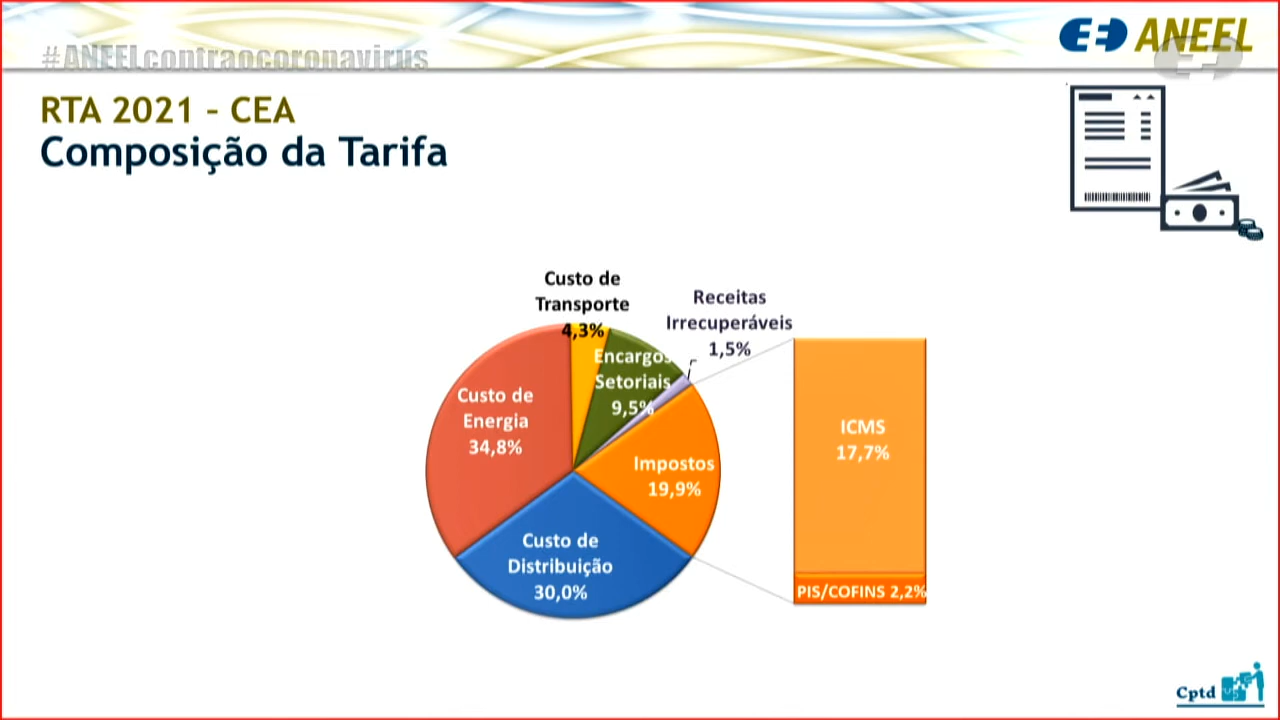 #ANEELcontraocoronavirus
ANEEL
RTA 2021 – CEA
Composição da Tarifa
Custo de
Transporte
4,3%
Receitas
Irrecuperáveis
1,5%
Encargos
Setoriais
9,5%
Custo de
Energia
34,8%
Impostos
19,9%
Custo de
Distribuição
30,0%
ICMS
17,7%
PIS/COFINS 2,2%
Cptd